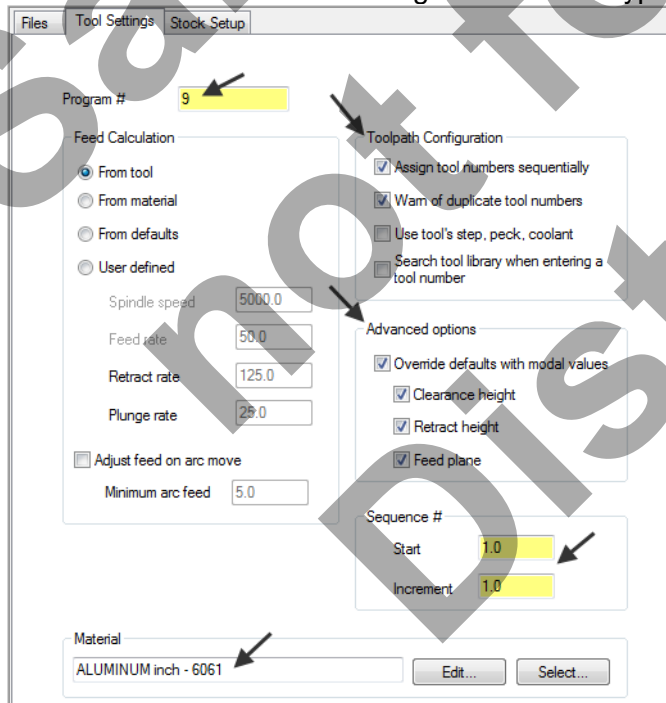 Files Tool Settings Stock Setup
Program # 9
Feed Calculation
From tool
From material
From defaults
User defined
Spindle speed 5000.0
Feed rate 50.0
Retract rate 125.0
Plunge rate 25.0
Adjust feed on arc move
Minimum arc feed 5.0
Toolpath Configuration
Assign tool numbers sequentially
Warn of duplicate tool numbers
Use tool's step, peck, coolant
Search tool library when entering a
tool number
Advanced options
Override defaults with modal values
Clearance height
Retract height
Feed plane
Sequence #
Start 1.0
Increment 1.0
Material
ALUMINUM inch - 6061 Edit... Select...